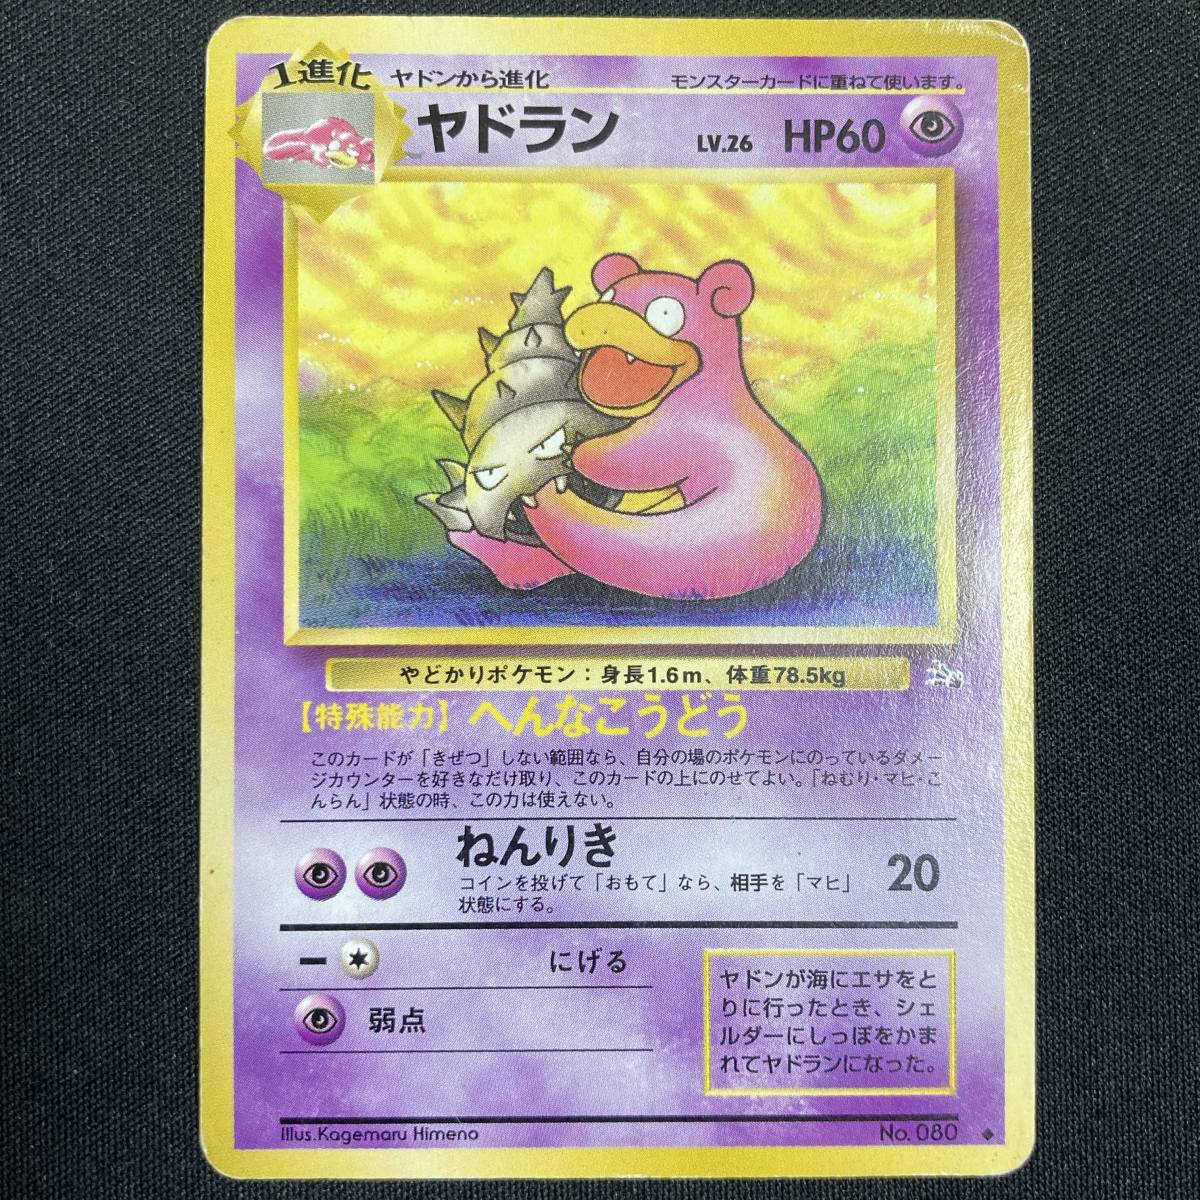 1進化
ヤドンから進化
モンスターカードに重ねて使います。
ヤドラン LV.26 HP60
やどかりポケモン：身長1.6m、体重78.5kg
【特殊能力】へんなこうどう
このカードが「きぜつ」しない範囲なら、自分の場のポケモンにのっているダメー
ジカウンターを好きなだけ取り、このカードの上にのせてよい。「ねむり・マヒ・こ
んらん」状態の時、この力は使えない。
ねんりき
コインを投げて「おもて」なら、相手を「マヒ」
状態にする。
20
ー
にげる
弱点
ヤドンが海にエサをと
りに行ったとき、シェ
ルダーにしっぽをかま
れてヤドランになった。
Illus.Kagemaru Himeno
No. 080 ◆